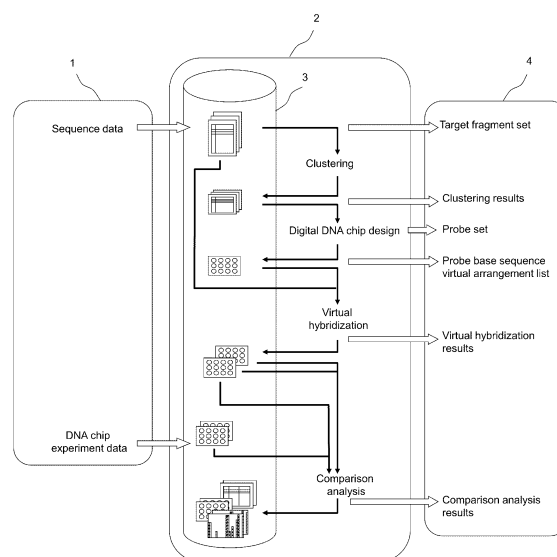 2
1
3
4
Sequence data
Target fragment set
Clustering
Clustering results
Digital DNA chip design
Probe set
Probe base sequence
virtual arrangement list
Virtual
hybridization
Virtual hybridization
results
DNA chip
experiment data
Comparison
analysis
Comparison analysis
results